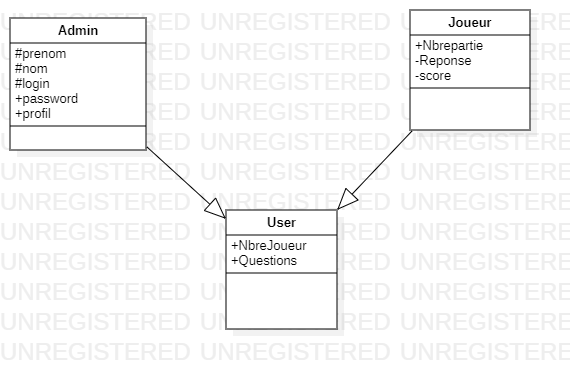 Admin
#prenom
#nom
#login
+password
+profil
Joueur
+Nbrepartie
-Reponse
-score
User
+NbreJoueur
+Questions
UNREGISTERED UNREGISTERED UNREGISTERED
UNREGISTERED UNREGISTERED UNREGISTERED
UNREGISTERED UNREGISTERED UNREGISTERED
UNREGISTERED UNREGISTERED UNREGISTERED
UNREGISTERED UNREGISTERED UNREGISTERED
UNREGISTERED UNREGISTERED UNREGISTERED
UNREGISTERED UNREGISTERED UNREGISTERED
UNREGISTERED UNREGISTERED UNREGISTERED
UNREGISTERED UNREGISTERED UNREGISTERED
UNREGISTERED UNREGISTERED UNREGISTERED
UNREGISTERED UNREGISTERED UNREGISTERED
UNREGISTERED UNREGISTERED UNREGISTERED